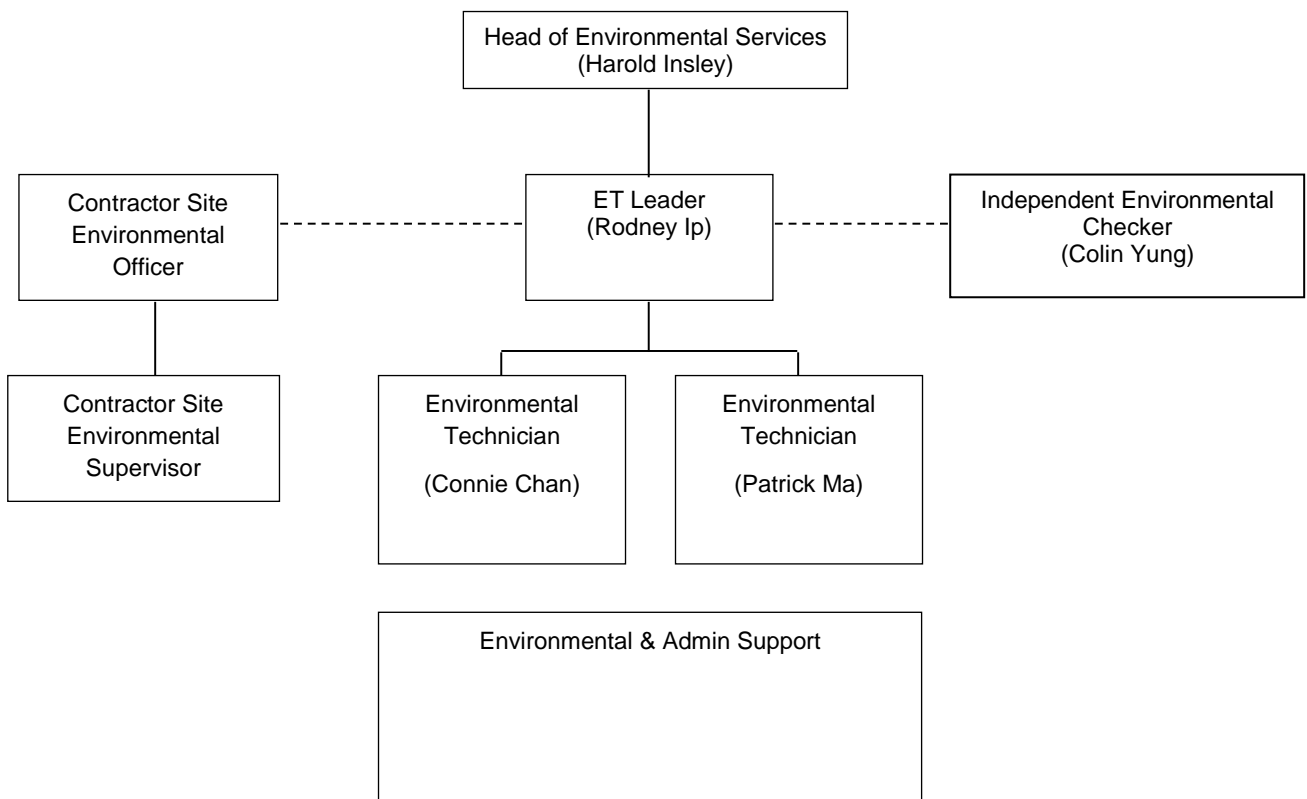 Head of Environmental Services
(Harold Insley)
Contractor Site
Environmental
Officer
ET Leader
(Rodney Ip)
Independent Environmental
Checker
(Colin Yung)
Contractor Site
Environmental
Supervisor
Environmental
Technician
(Connie Chan)
Environmental
Technician
(Patrick Ma)
Environmental & Admin Support